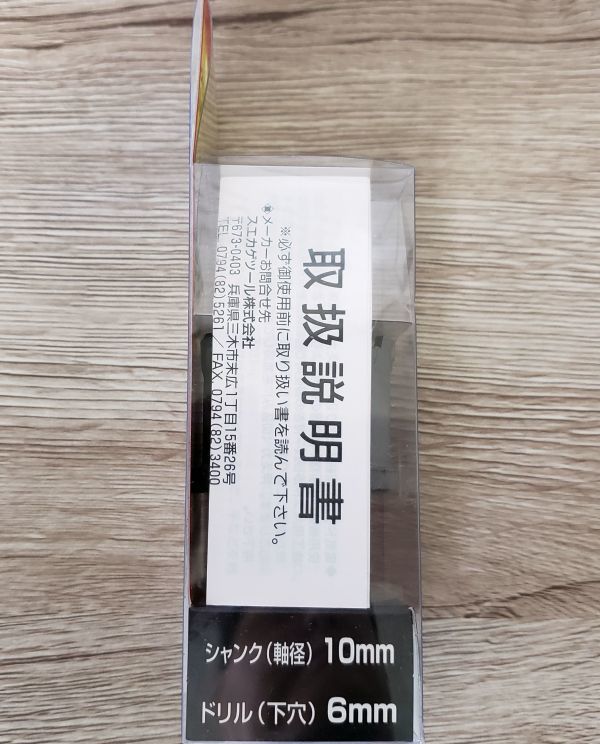 取扱説明書
※必ず御使用前に取り扱い書を読んで下さい。
◉メーカーお問合せ先
スエカゲツール株式会社
〒673-0403 兵庫県三木市末広1丁目15番26号
TEL 0794(82)5261／FAX 0794(82)3400
シャンク(軸径) 10mm
ドリル(下穴) 6mm